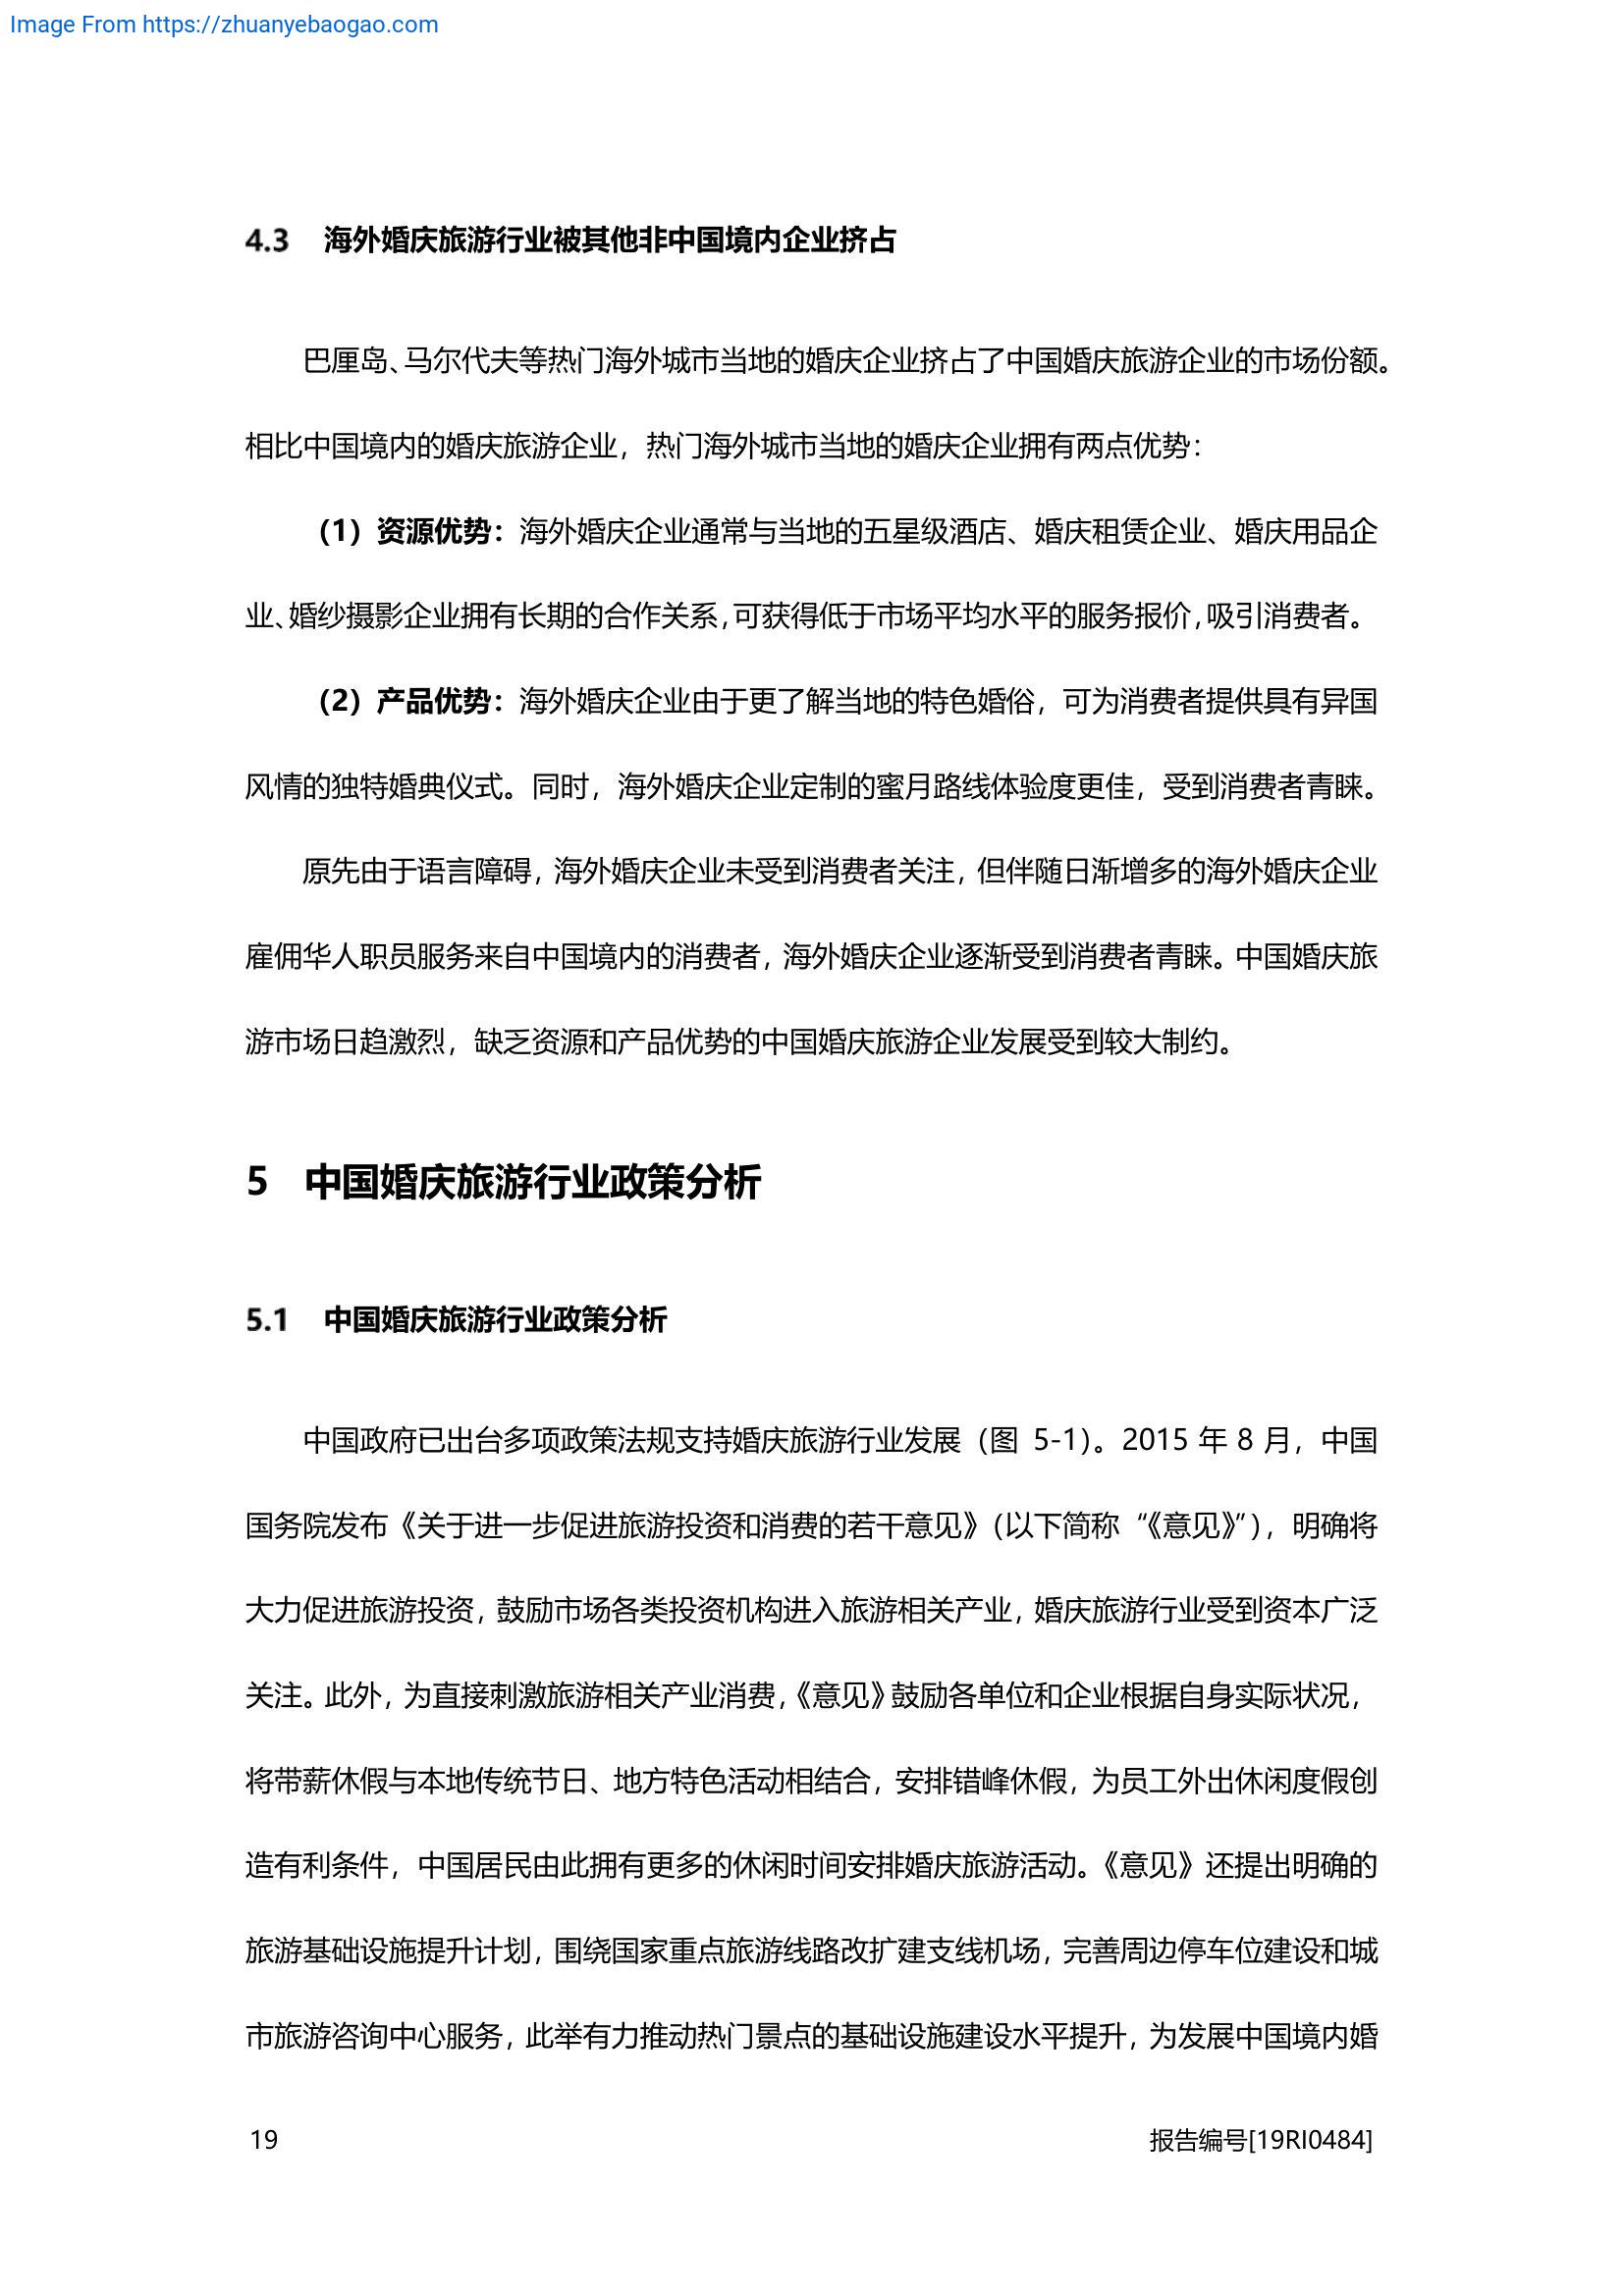 Image From https://zhuanyebaogao.com
4.3 海外婚庆旅游行业被其他非中国境内企业挤占
巴厘岛、马尔代夫等热门海外城市当地的婚庆企业挤占了中国婚庆旅游企业的市场份额。
相比中国境内的婚庆旅游企业，热门海外城市当地的婚庆企业拥有两点优势：
（1）资源优势：海外婚庆企业通常与当地的五星级酒店、婚庆租赁企业、婚庆用品企
业、婚纱摄影企业拥有长期的合作关系，可获得低于市场平均水平的服务报价，吸引消费者。
（2）产品优势：海外婚庆企业由于更了解当地的特色婚俗，可为消费者提供具有异国
风情的独特婚典仪式。同时，海外婚庆企业定制的蜜月路线体验度更佳，受到消费者青睐。
原先由于语言障碍，海外婚庆企业未受到消费者关注，但伴随日渐增多的海外婚庆企业
雇佣华人职员服务来自中国境内的消费者，海外婚庆企业逐渐受到消费者青睐。中国婚庆旅
游市场日趋激烈，缺乏资源和产品优势的中国婚庆旅游企业发展受到较大制约。
5 中国婚庆旅游行业政策分析
5.1 中国婚庆旅游行业政策分析
中国政府已出台多项政策法规支持婚庆旅游行业发展（图 5-1）。2015 年 8 月，中国
国务院发布《关于进一步促进旅游投资和消费的若干意见》（以下简称“《意见》”），明确将
大力促进旅游投资，鼓励市场各类投资机构进入旅游相关产业，婚庆旅游行业受到资本广泛
关注。此外，为直接刺激旅游相关产业消费，《意见》鼓励各单位和企业根据自身实际状况，
将带薪休假与本地传统节日、地方特色活动相结合，安排错峰休假，为员工外出休闲度假创
造有利条件，中国居民由此拥有更多的休闲时间安排婚庆旅游活动。《意见》还提出明确的
旅游基础设施提升计划，围绕国家重点旅游线路改扩建支线机场，完善周边停车位建设和城
市旅游咨询中心服务，此举有力推动热门景点的基础设施建设水平提升，为发展中国境内婚
19 报告编号[19RI0484]